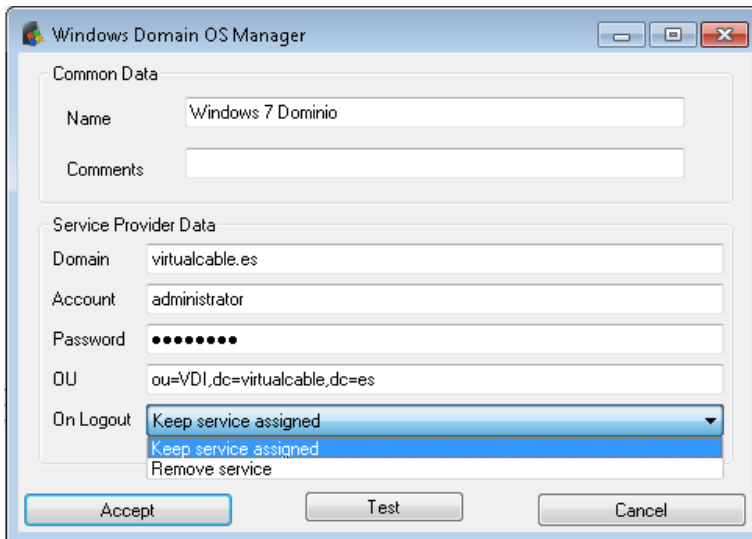 Windows Domain OS Manager
Common Data
Name Windows 7 Dominio
Comments
Service Provider Data
Domain virtualcable.es
Account administrator
Password ●●●●●●●●
OU ou=VDI,dc=virtualcable,dc=es
On Logout Keep service assigned
Keep service assigned
Remove service
Accept Test Cancel